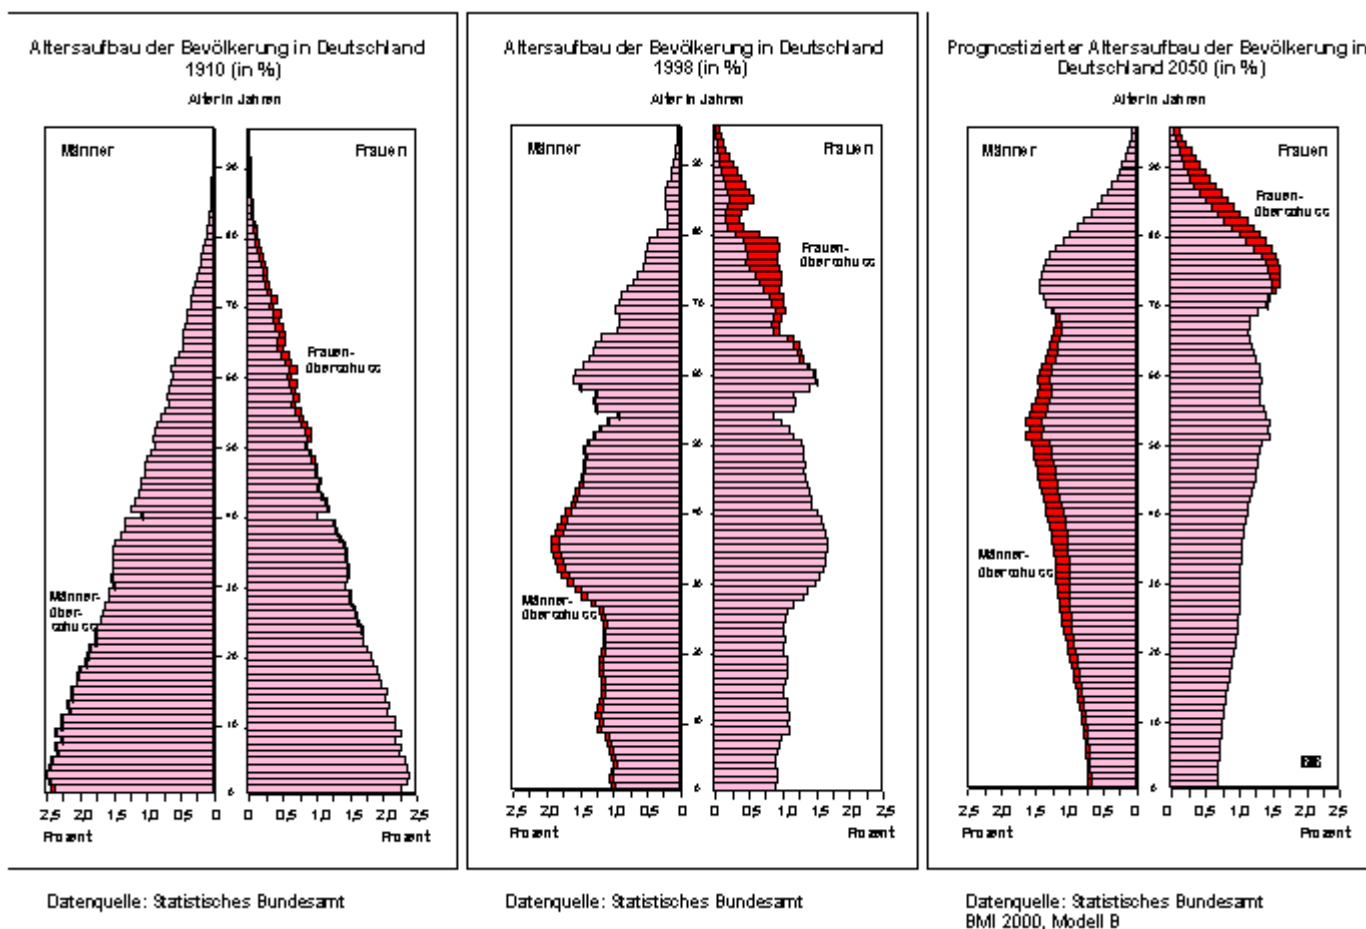 Altersaufbau der Bevölkerung in Deutschland
1910 (in %)
Alter in Jahren
Männer
Frauen
Frauen-
überschuss
Männer-
über-
schuss
2,5 2,0 1,5 1,0 0,5 0
0 0,5 1,0 1,5 2,0 2,5
Prozent
Prozent
Datenquelle: Statistisches Bundesamt
Altersaufbau der Bevölkerung in Deutschland
1998 (in %)
Alter in Jahren
Männer
Frauen
Frauen-
überschuss
Männer-
überschuss
2,5 2,0 1,5 1,0 0,5 0
0 0,5 1,0 1,5 2,0 2,5
Prozent
Prozent
Datenquelle: Statistisches Bundesamt
Prognostizierter Altersaufbau der Bevölkerung in
Deutschland 2050 (in %)
Alter in Jahren
Männer
Frauen
Frauen-
überschuss
Männer-
überschuss
2,5 2,0 1,5 1,0 0,5 0
0 0,5 1,0 1,5 2,0 2,5
Prozent
Prozent
Datenquelle: Statistisches Bundesamt
BMI 2000, Modell B